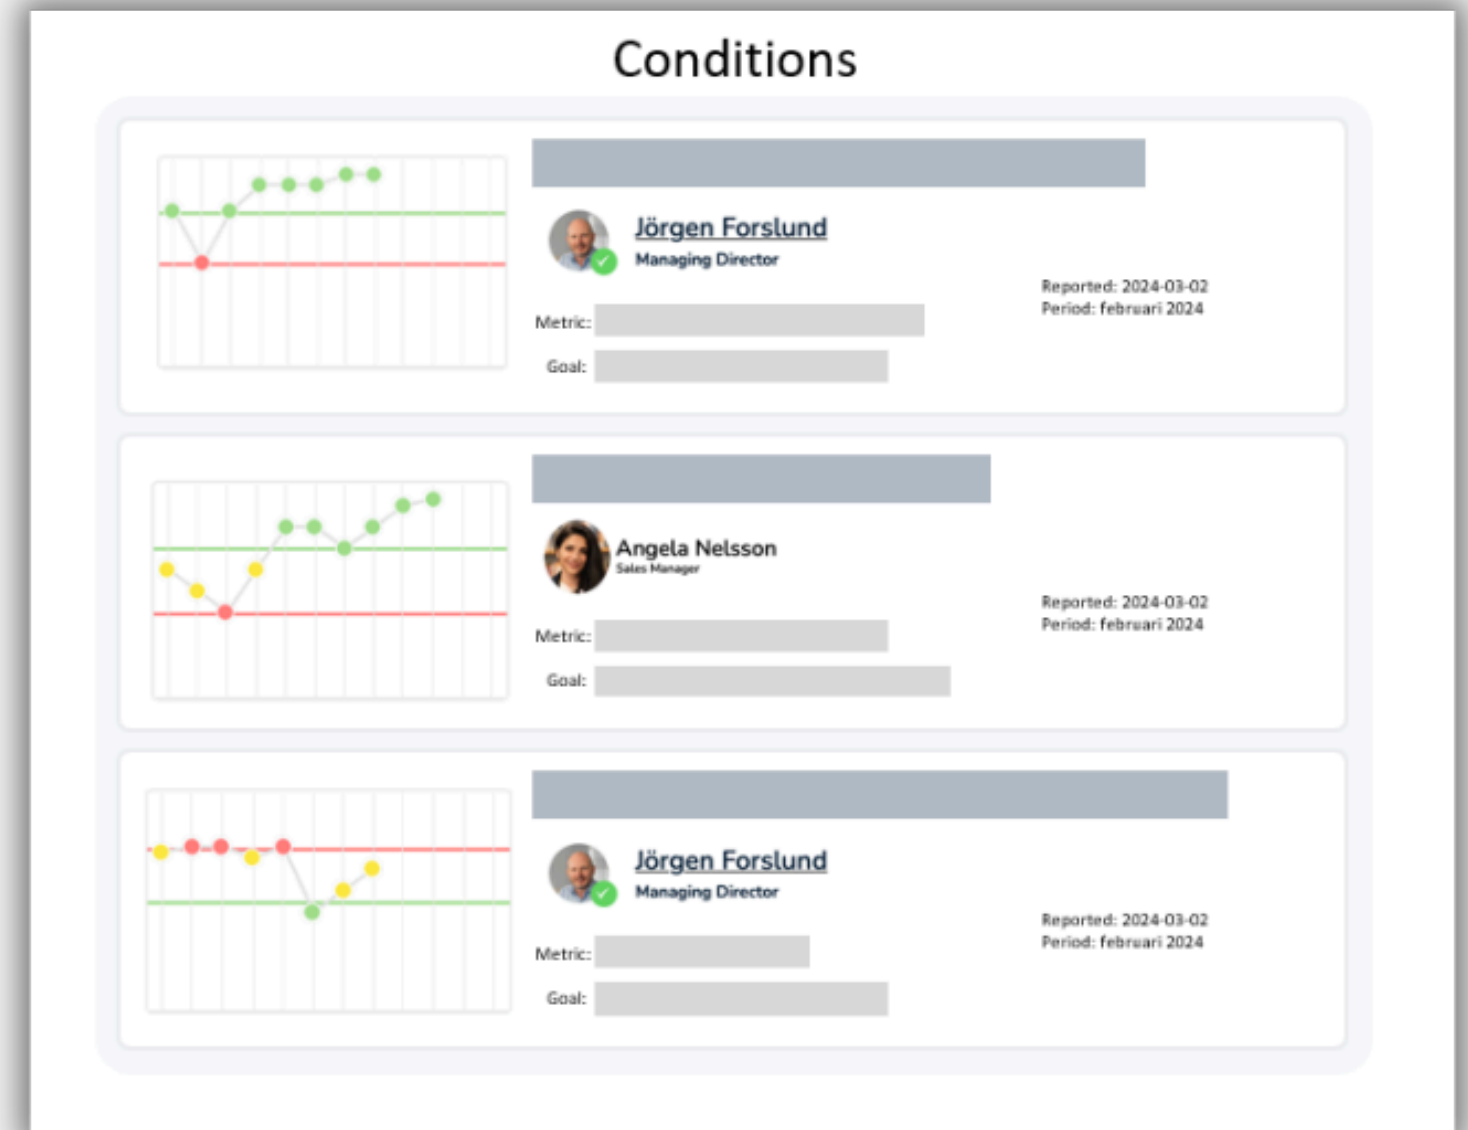 Conditions
Jörgen Forslund
Managing Director
Reported: 2024-03-02
Period: februari 2024
Metric:
Goal:
Angela Nelsson
Sales Manager
Reported: 2024-03-02
Period: februari 2024
Metric:
Goal:
Jörgen Forslund
Managing Director
Reported: 2024-03-02
Period: februari 2024
Metric:
Goal: